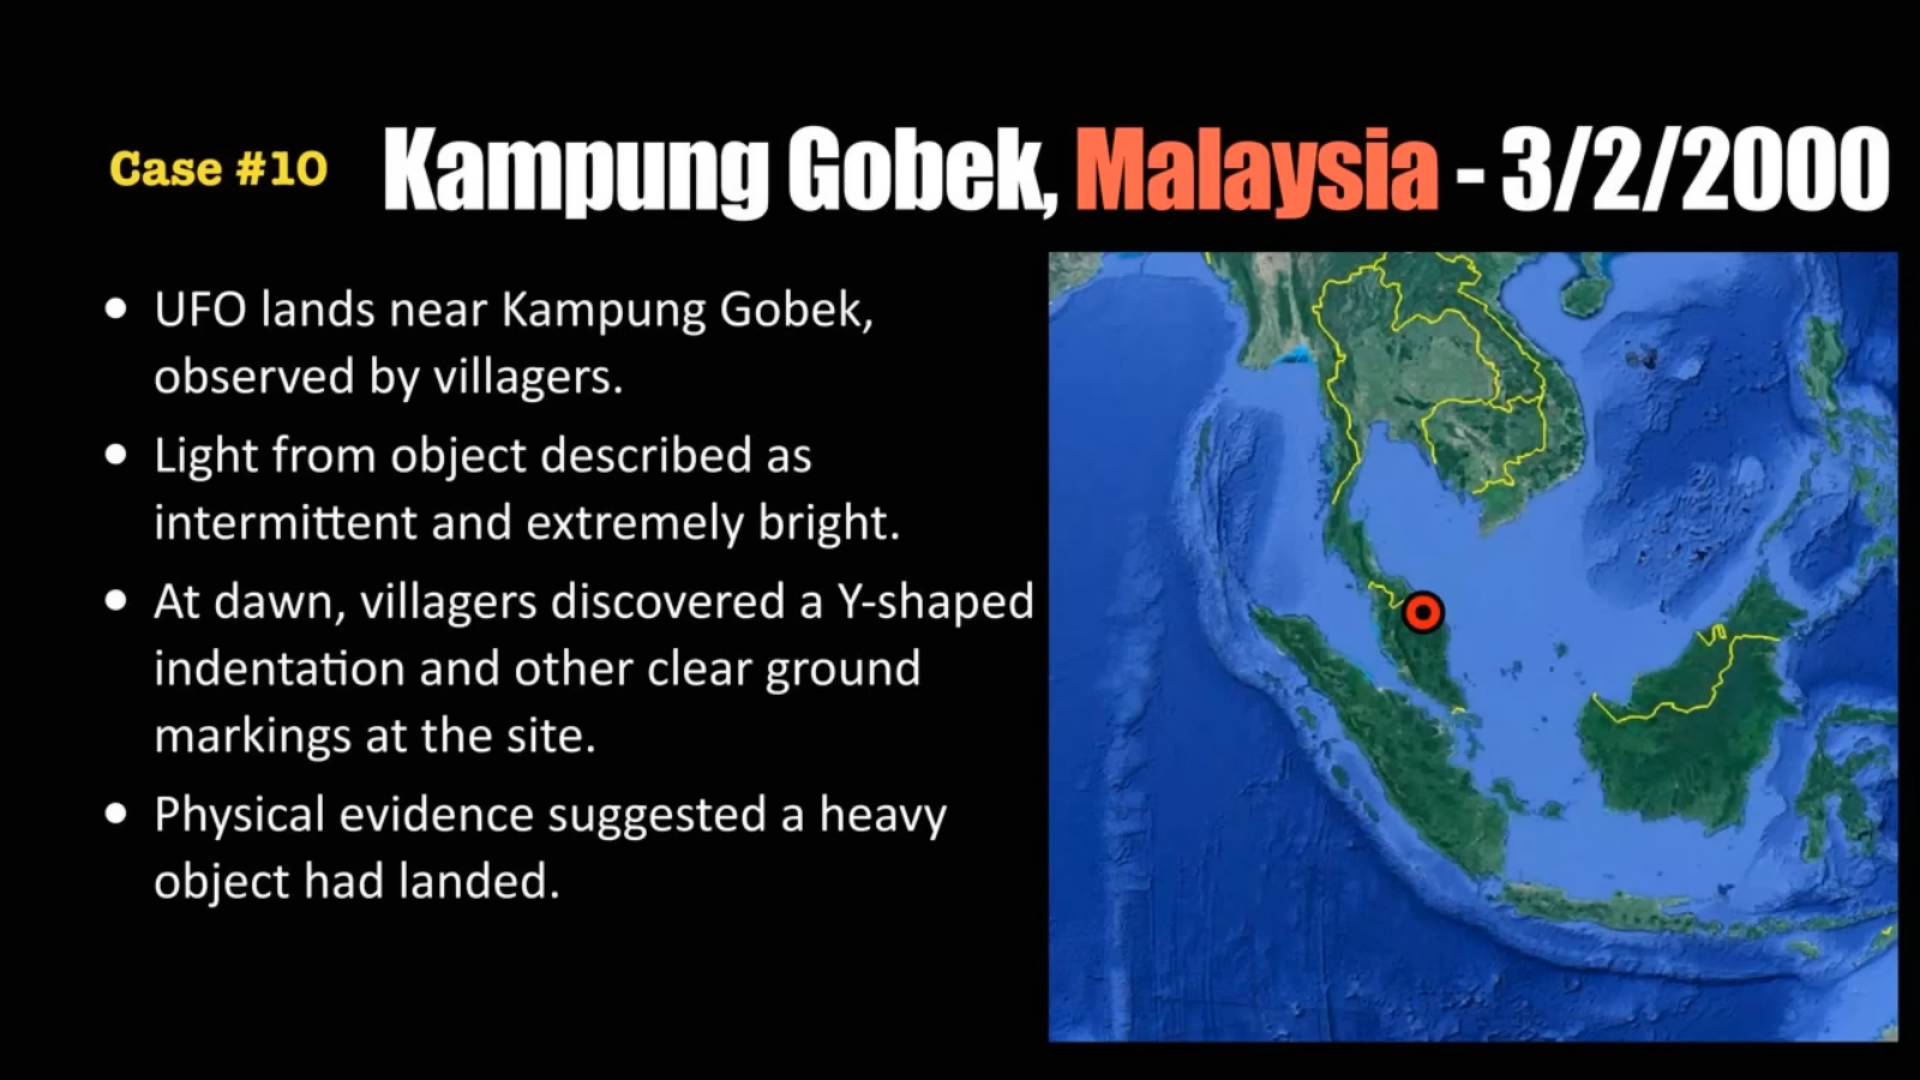 Case #10 Kampung Gobek, Malaysia - 3/2/2000
• UFO lands near Kampung Gobek,
observed by villagers.
• Light from object described as
intermittent and extremely bright.
• At dawn, villagers discovered a Y-shaped
indentation and other clear ground
markings at the site.
• Physical evidence suggested a heavy
object had landed.